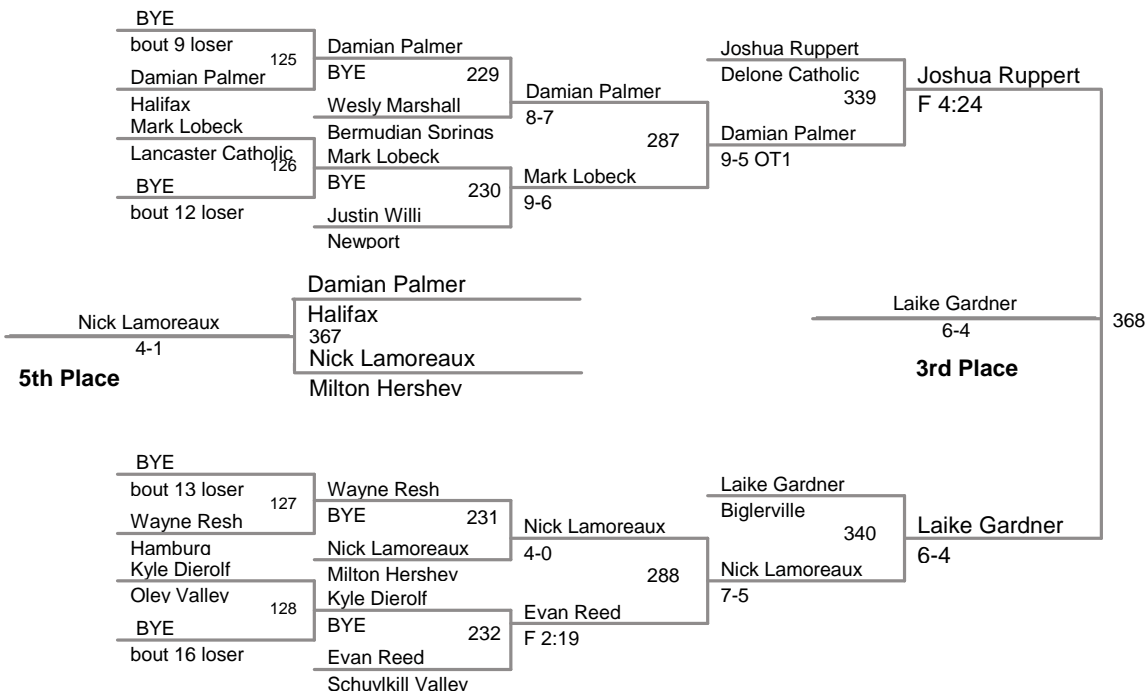 BYE
bout 9 loser
125
Damian Palmer
Halifax
Mark Lobeck
Lancaster Catholic
126
BYE
bout 12 loser
Damian Palmer
BYE
229
Wesly Marshall
Bermudian Springs
Mark Lobeck
BYE
230
Justin Willi
Newport
Damian Palmer
8-7
287
Mark Lobeck
9-6
Joshua Ruppert
Delone Catholic
339
Damian Palmer
9-5 OT1
Joshua Ruppert
F 4:24
Damian Palmer
Halifax
367
Nick Lamoreaux
Milton Hershey
Nick Lamoreaux
4-1
5th Place
Laike Gardner
6-4
368
3rd Place
BYE
bout 13 loser
127
Wayne Resh
Hamburg
Kyle Dierolf
Oley Valley
128
BYE
bout 16 loser
Wayne Resh
BYE
231
Nick Lamoreaux
Milton Hershey
Kyle Dierolf
BYE
232
Evan Reed
Schuylkill Valley
Nick Lamoreaux
4-0
288
Evan Reed
F 2:19
Laike Gardner
Biglerville
340
Nick Lamoreaux
7-5
Laike Gardner
6-4